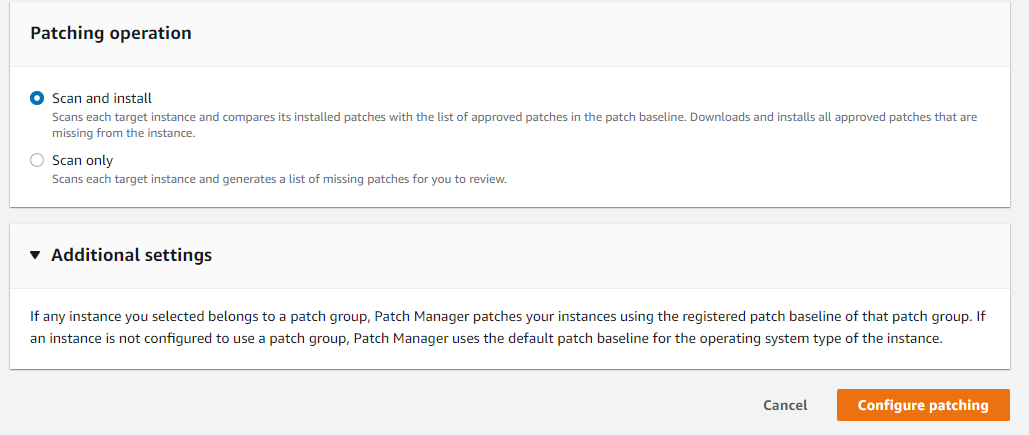 Patching operation
Scan and install
Scans each target instance and compares its installed patches with the list of approved patches in the patch baseline. Downloads and installs all approved patches that are
missing from the instance.
Scan only
Scans each target instance and generates a list of missing patches for you to review.
Additional settings
If any instance you selected belongs to a patch group, Patch Manager patches your instances using the registered patch baseline of that patch group. If
an instance is not configured to use a patch group, Patch Manager uses the default patch baseline for the operating system type of the instance.
Cancel
Configure patching